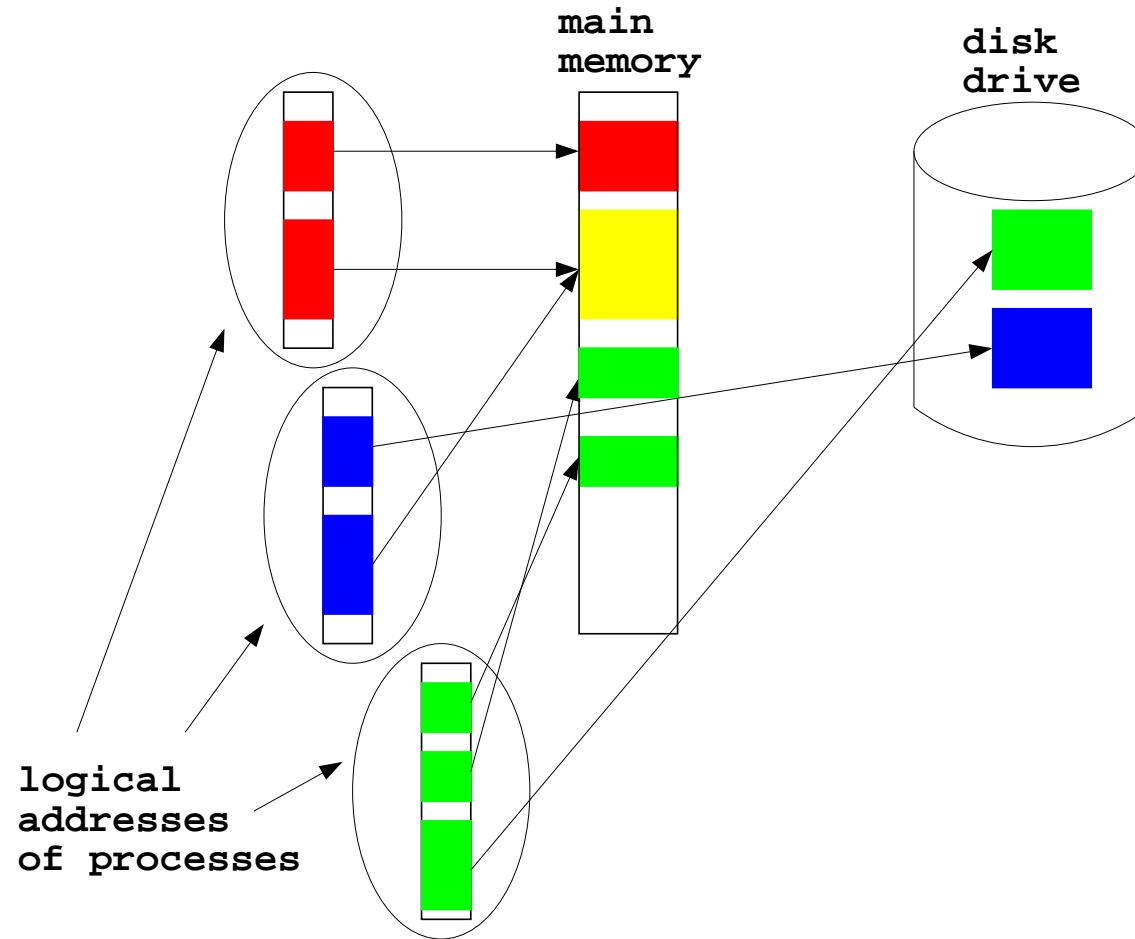 main
memory
disk
drive
logical
addresses
of processes